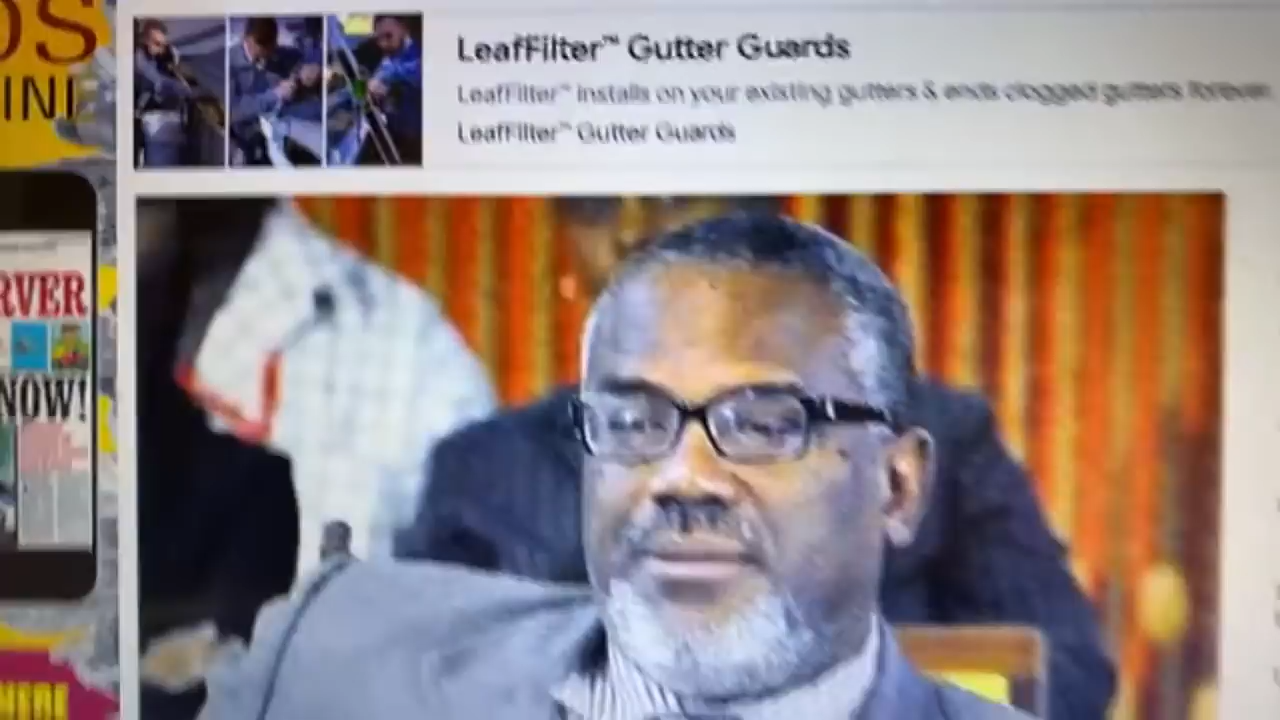 OS
INE
RVER
NOW!
LeafFilter™ Gutter Guards
LeafFilter™ installs on your existing gutters & ends clogged gutters forever.
LeafFilter™ Gutter Guards